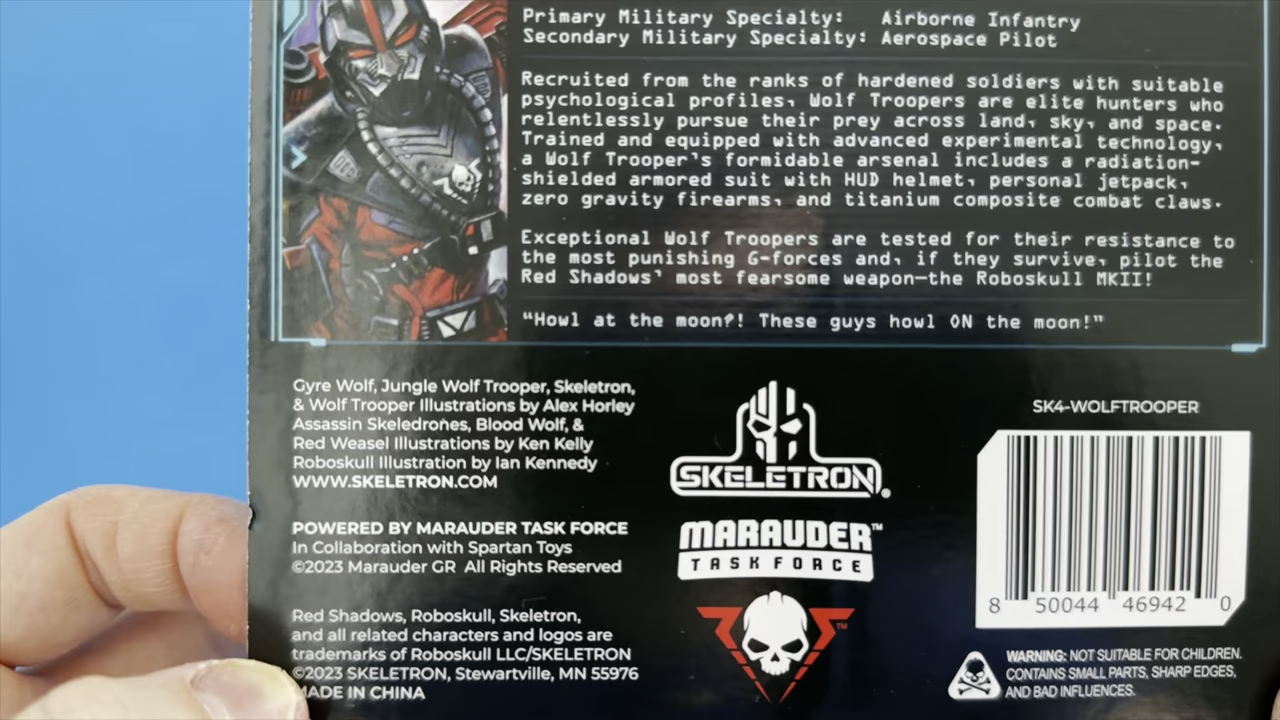 Primary Military Specialty: Airborne Infantry
Secondary Military Specialty: Aerospace Pilot
Recruited from the ranks of hardened soldiers with suitable
psychological profiles, Wolf Troopers are elite hunters who
relentlessly pursue their prey across land, sky, and space.
Trained and equipped with advanced experimental technology,
a Wolf Trooper's formidable arsenal includes a radiation-
shielded armored suit with HUD helmet, personal jetpack,
zero gravity firearms, and titanium composite combat claws.
Exceptional Wolf Troopers are tested for their resistance to
the most punishing G-forces and, if they survive, pilot the
Red Shadows' most fearsome weapon—the Roboskull MKII!
"Howl at the moon?! These guys howl ON the moon!"
Gyre Wolf, Jungle Wolf Trooper, Skeletron,
& Wolf Trooper Illustrations by Alex Horley
Assassin Skeledrones, Blood Wolf, &
Red Weasel Illustrations by Ken Kelly
Roboskull Illustration by Ian Kennedy
WWW.SKELETRON.COM
POWERED BY MARAUDER TASK FORCE
In Collaboration with Spartan Toys
©2023 Marauder GR All Rights Reserved
Red Shadows, Roboskull, Skeletron,
and all related characters and logos are
trademarks of Roboskull LLC/SKELETRON
©2023 SKELETRON, Stewartville, MN 55976
MADE IN CHINA
SKELETRON®
MARAUDER™
TASK FORCE
™
SK4-WOLFTROOPER
8 50044 46942 0
WARNING: NOT SUITABLE FOR CHILDREN.
CONTAINS SMALL PARTS, SHARP EDGES,
AND BAD INFLUENCES.